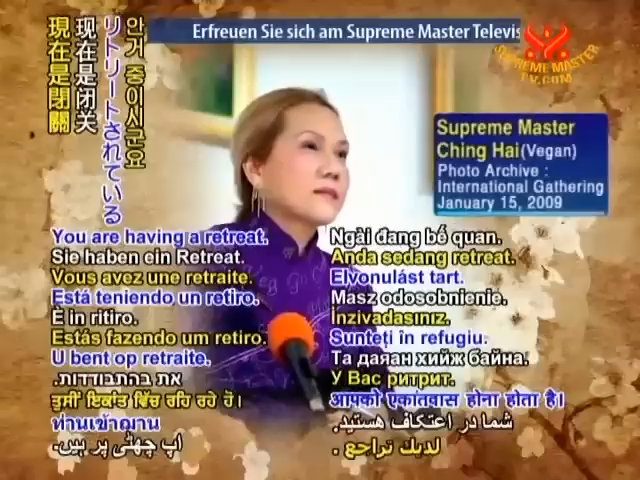 Erfreuen Sie sich am Supreme Master Televis
SUPREME MASTER
TV.COM
現在是閉關
现在是闭关
リトリートされている
안거 중이시군요
Supreme Master
Ching Hai(Vegan)
Photo Archive :
International Gathering
January 15, 2009
You are having a retreat.
Sie haben ein Retreat.
Vous avez une retraite.
Está teniendo un retiro.
È in ritiro.
Estás fazendo um retiro.
U bent op retraite.
את בהתבודדות.
ਤੁਸੀਂ ਇਕਾਂਤ ਵਿੱਚ ਰਹਿ ਰਹੇ ਹੋ।
ท่านเข้าฌาน
آپ چھٹی پر ہیں.
Ngài đang bế quan.
Anda sedang retreat.
Elvonulást tart.
Masz odosobnienie.
Inzivadasınız.
Sunteți în refugiu.
Та даяан хийж байна.
У Вас ритрит.
आपको एकांतवास होना होता है।
شما در اعتکاف هستید.
لديك تراجع .